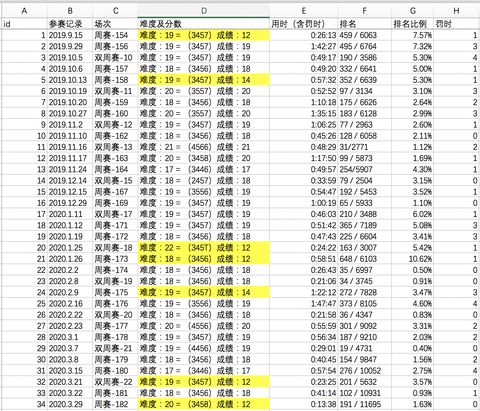 A B C D E F G H
1 id 参赛记录 场次 难度及分数 用时（含罚时） 排名 排名比例 罚时
2 1 2019.9.15 周赛-154 难度：19 = （3457）成绩：12 0:26:13 459 / 6063 7.57% 1
3 2 2019.9.29 周赛-156 难度：19 = （3457）成绩：19 1:42:27 495 / 6764 7.32% 3
4 3 2019.10.5 双周赛-10 难度：19 = （3457）成绩：19 0:49:17 190 / 3586 5.30% 4
5 4 2019.10.6 周赛-157 难度：18 = （3456）成绩：18 0:49:20 332 / 6641 5.00% 1
6 5 2019.10.13 周赛-158 难度：19 = （3457）成绩：14 0:57:32 352 / 6639 5.30% 1
7 6 2019.10.19 双周赛-11 难度：20 = （3557）成绩：20 0:52:52 97 / 3134 3.10% 3
8 7 2019.10.20 周赛-159 难度：18 = （3456）成绩：18 1:10:18 175 / 6626 2.64% 2
9 8 2019.10.27 周赛-160 难度：20 = （3557）成绩：20 1:35:15 183 / 6128 2.99% 3
10 9 2019.11.2 双周赛-12 难度：19 = （3457）成绩：19 1:06:25 77 / 2963 2.60% 1
11 10 2019.11.10 周赛-162 难度：18 = （3456）成绩：18 0:45:26 128 / 6058 2.11% 0
12 11 2019.11.16 双周赛-13 难度：21 = （4566）成绩：21 0:48:29 31/2771 1.12% 2
13 12 2019.11.17 周赛-163 难度：20 = （3458）成绩：20 1:17:50 99 / 5873 1.69% 1
14 13 2019.11.24 周赛-164 难度：17 = （3446）成绩：17 0:49:57 254/5907 4.30% 1
15 14 2019.12.14 双周赛-15 难度：18 = （2457）成绩：18 0:33:59 79 / 2504 3.15% 0
16 15 2019.12.15 周赛-167 难度：19 = （3556）成绩：19 0:54:47 192 / 5453 3.52% 1
17 16 2019.12.29 周赛-169 难度：19 = （3457）成绩：19 1:00:19 65 / 5933 1.10% 0
18 17 2020.1.11 双周赛-17 难度：19 = （3457）成绩：19 0:46:03 210 / 3488 6.02% 1
19 18 2020.1.12 周赛-171 难度：19 = （3457）成绩：19 0:51:42 365 / 7189 5.08% 3
20 19 2020.1.19 周赛-172 难度：18 = （3456）成绩：18 0:47:43 225 / 6604 3.41% 3
21 20 2020.1.25 双周赛-18 难度：22 = （345T）成绩：12 0:24:22 163 / 3007 5.42% 1
22 21 2020.1.26 周赛-173 难度：18 = （3456）成绩：12 0:58:51 648 / 6103 10.62% 1
23 22 2020.2.2 周赛-174 难度：18 = （3456）成绩：18 0:26:43 35 / 6997 0.50% 0
24 23 2020.2.8 双周赛-19 难度：18 = （3456）成绩：18 0:21:06 34 / 3745 0.91% 0
25 24 2020.2.9 周赛-175 难度：19 = （3457）成绩：14 1:22:12 272 / 7828 3.47% 3
26 25 2020.2.16 周赛-176 难度：19 = （3556）成绩：19 1:47:47 373 / 8105 4.60% 4
27 26 2020.2.22 双周赛-20 难度：18 = （3456）成绩：18 0:21:58 36 / 4347 0.83% 0
28 27 2020.2.23 周赛-177 难度：20 = （4556）成绩：20 0:55:59 301 / 9092 3.31% 2
29 28 2020.3.1 周赛-178 难度：19 = （3457）成绩：19 0:56:34 187 / 9210 2.03% 2
30 29 2020.3.7 双周赛-21 难度：19 = （4456）成绩：19 0:29:01 19 / 4731 0.40% 0
31 30 2020.3.8 周赛-179 难度：18 = （3456）成绩：18 0:40:45 154 / 9847 1.56% 2
32 31 2020.3.15 周赛-180 难度：17 = （3446）成绩：17 0:57:54 276 / 10052 2.75% 4
33 32 2020.3.21 双周赛-22 难度：19 = （3457）成绩：12 0:23:25 201 / 5632 3.57% 0
34 33 2020.3.22 周赛-181 难度：18 = （3456）成绩：18 0:41:14 102 / 10931 0.93% 1
35 34 2020.3.29 周赛-182 难度：20 = （3458）成绩：12 0:13:38 191 / 11695 1.63% 0